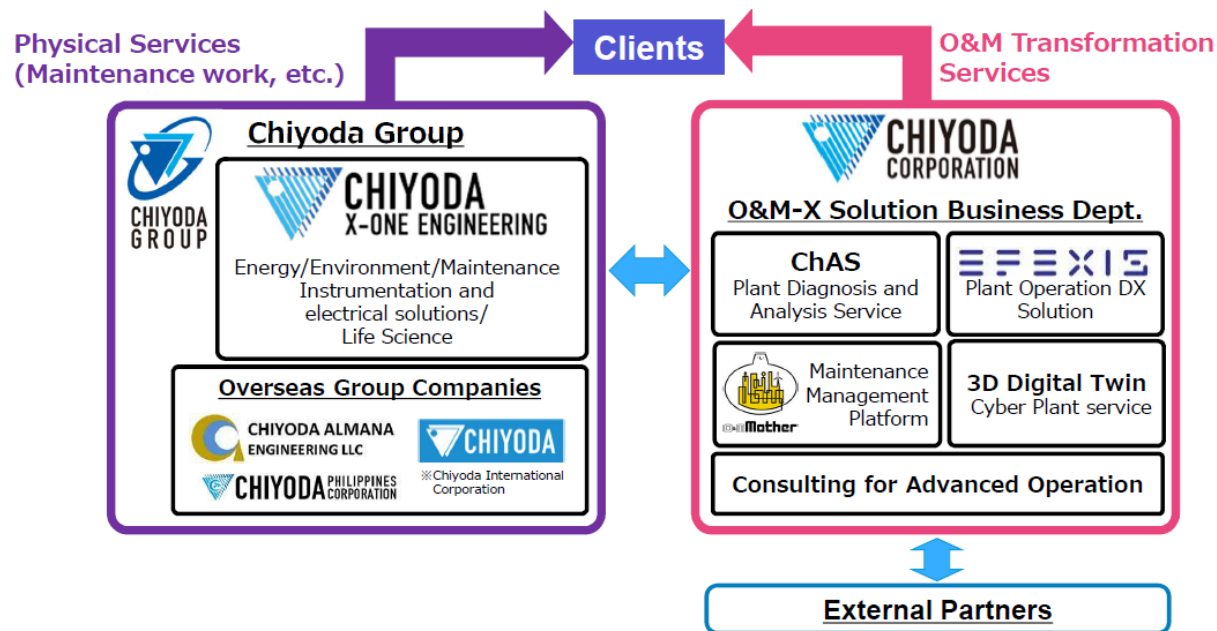 Physical Services
(Maintenance work, etc.)
Clients
O&M Transformation
Services
CHIYODA
GROUP
Chiyoda Group
CHIYODA
X-ONE ENGINEERING
Energy/Environment/Maintenance
Instrumentation and
electrical solutions/
Life Science
Overseas Group Companies
CHIYODA ALMANA
ENGINEERING LLC
CHIYODA
CHIYODA PHILIPPINES
CORPORATION
※Chiyoda International
Corporation
CHIYODA
CORPORATION
O&M-X Solution Business Dept.
ChAS
Plant Diagnosis and
Analysis Service
EFEXIS
Plant Operation DX
Solution
Mother
Maintenance
Management
Platform
3D Digital Twin
Cyber Plant service
Consulting for Advanced Operation
External Partners